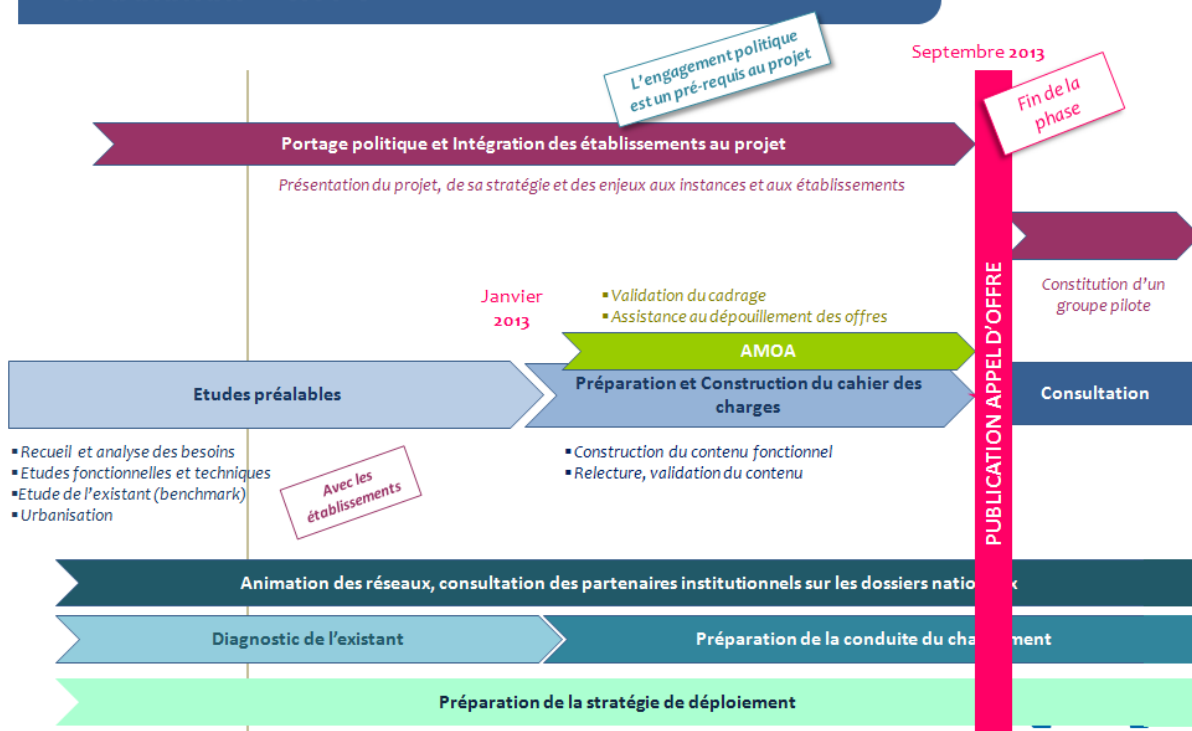 L'engagement politique
est un pré-requis au projet
Septembre 2013
Fin de la
phase
Portage politique et Intégration des établissements au projet
Présentation du projet, de sa stratégie et des enjeux aux instances et aux établissements
PUBLICATION APPEL D'OFFRE
Constitution d'un
groupe pilote
Janvier
2013
▪ Validation du cadrage
▪ Assistance au dépouillement des offres
AMOA
Etudes préalables
Préparation et Construction du cahier des
charges
Consultation
▪ Recueil et analyse des besoins
▪ Etudes fonctionnelles et techniques
▪ Etude de l'existant (benchmark)
▪ Urbanisation
Avec les
établissements
▪ Construction du contenu fonctionnel
▪ Relecture, validation du contenu
Animation des réseaux, consultation des partenaires institutionnels sur les dossiers natio x
Diagnostic de l'existant
Préparation de la conduite du cha ment
Préparation de la stratégie de déploiement